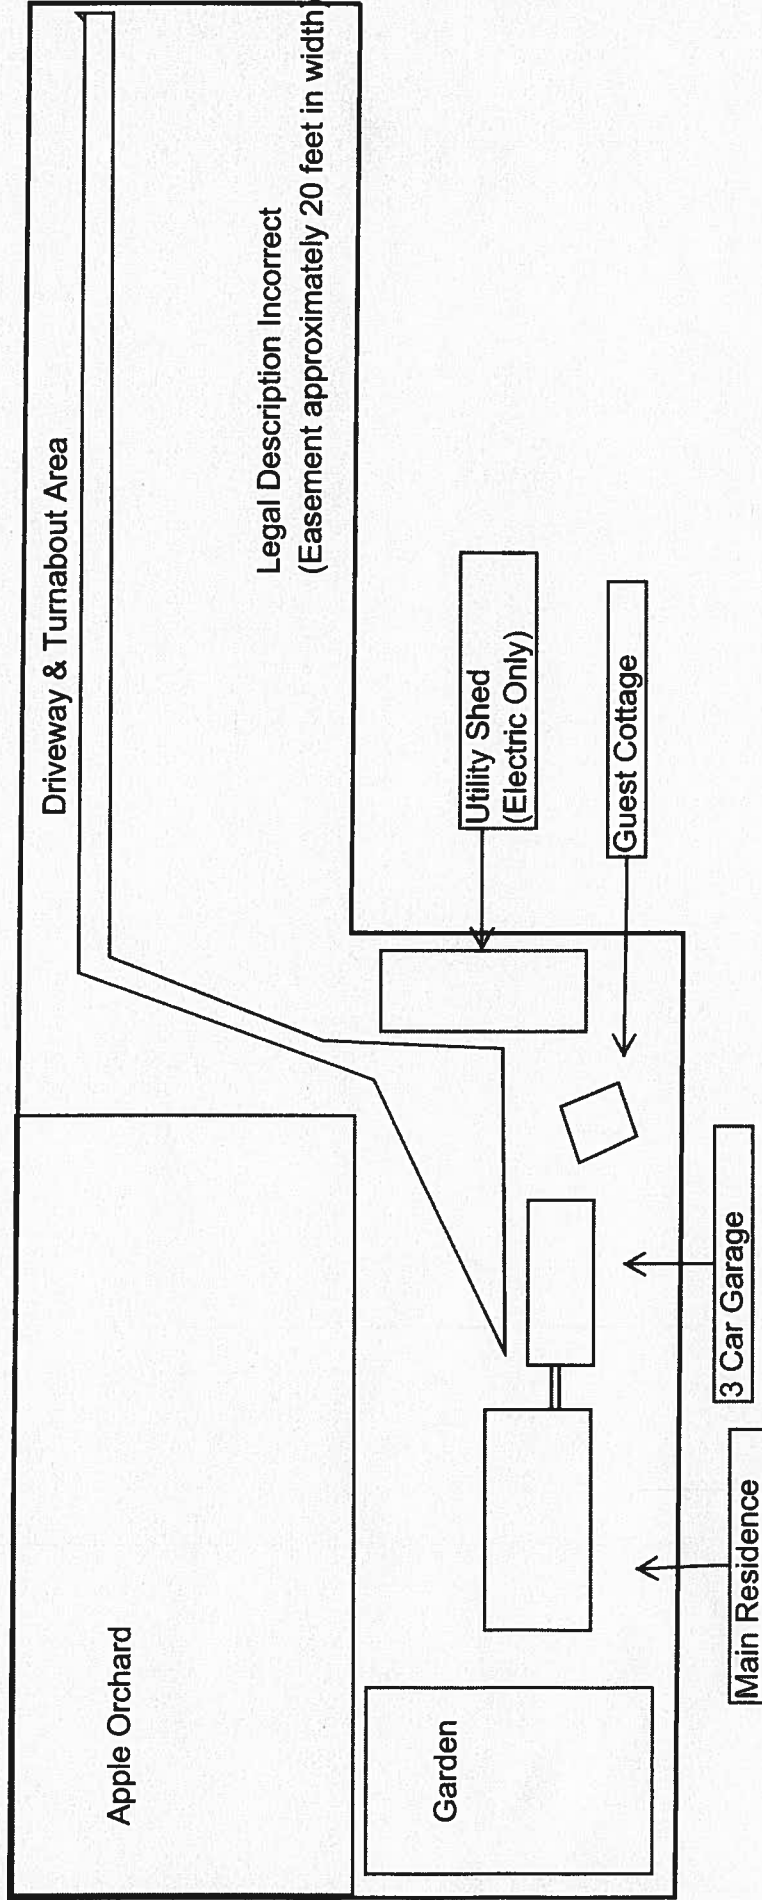 Driveway & Turnabout Area
Legal Description Incorrect
(Easement approximately 20 feet in width)
Apple Orchard
Utility Shed
(Electric Only)
Guest Cottage
Garden
3 Car Garage
Main Residence